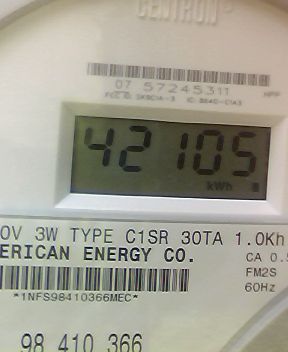 CENTRON®
07 57245311
42105
kWh
0V 3W TYPE C1SR 30TA 1.0Kh
ERICAN ENERGY CO. CA 0.5
FM2S
*1NFS98410366MEC* 60Hz
98 410 366